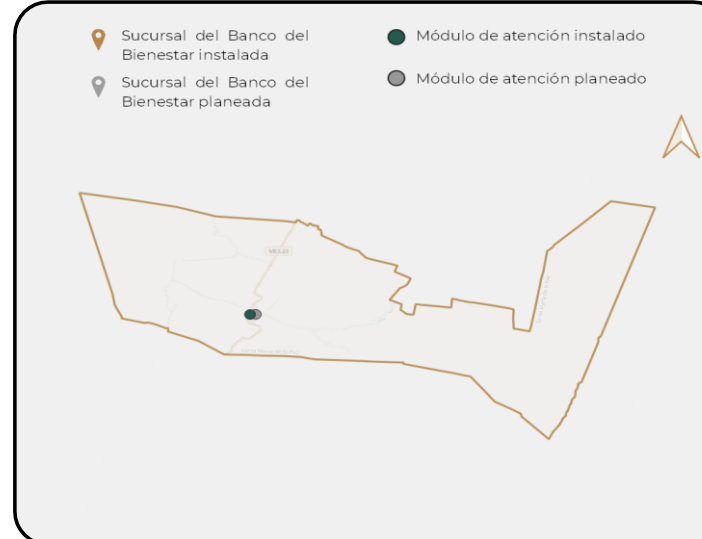 Sucursal del Banco del
Bienestar instalada
Módulo de atención instalado
Sucursal del Banco del
Bienestar planeada
Módulo de atención planeado